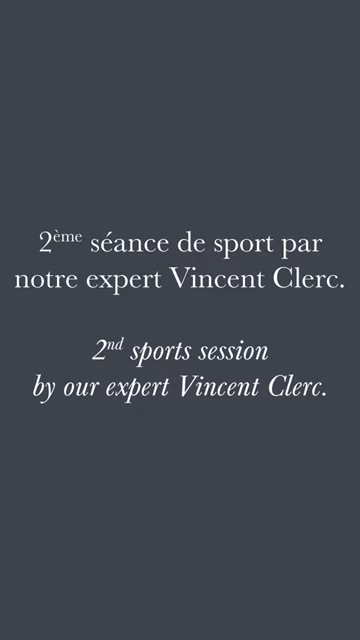 2ème séance de sport par
notre expert Vincent Clerc.
2nd sports session
by our expert Vincent Clerc.